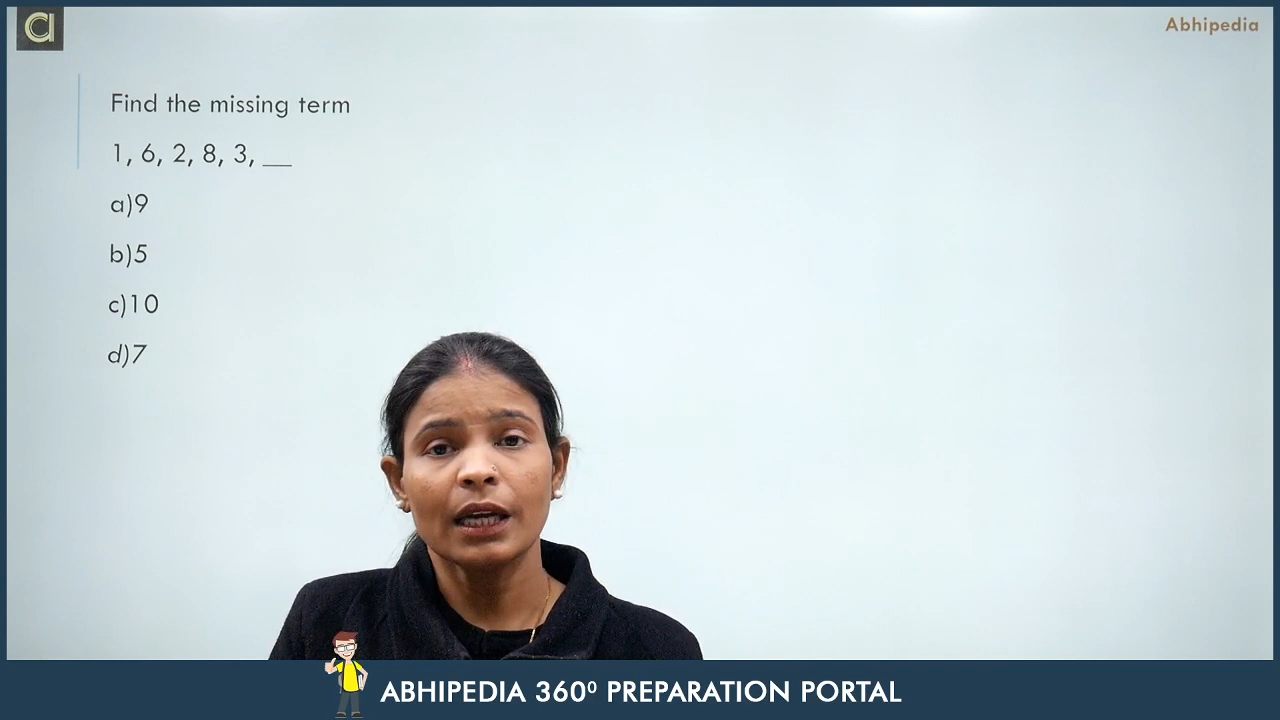 a
Abhipedia
Find the missing term
1, 6, 2, 8, 3, __
a)9
b)5
c)10
d)7
ABHIPEDIA 360⁰ PREPARATION PORTAL